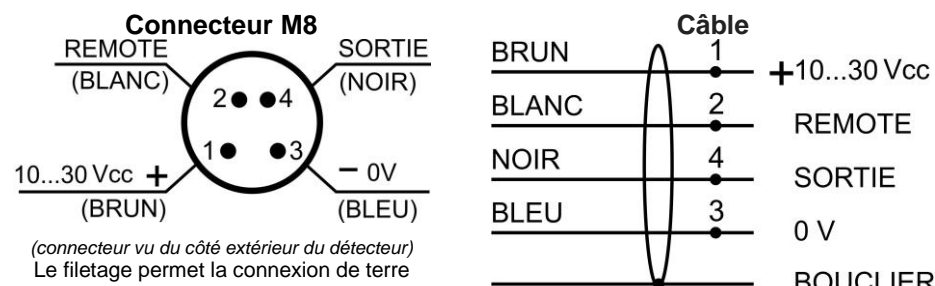 Connecteur M8
REMOTE
(BLANC)
SORTIE
(NOIR)
2 4
1 3
10...30 Vcc +
(BRUN)
− 0V
(BLEU)
(connecteur vu du côté extérieur du détecteur)
Le filetage permet la connexion de terre
Câble
BRUN 1 +10...30 Vcc
BLANC 2 REMOTE
NOIR 4 SORTIE
BLEU 3 0 V
BOUCLIER